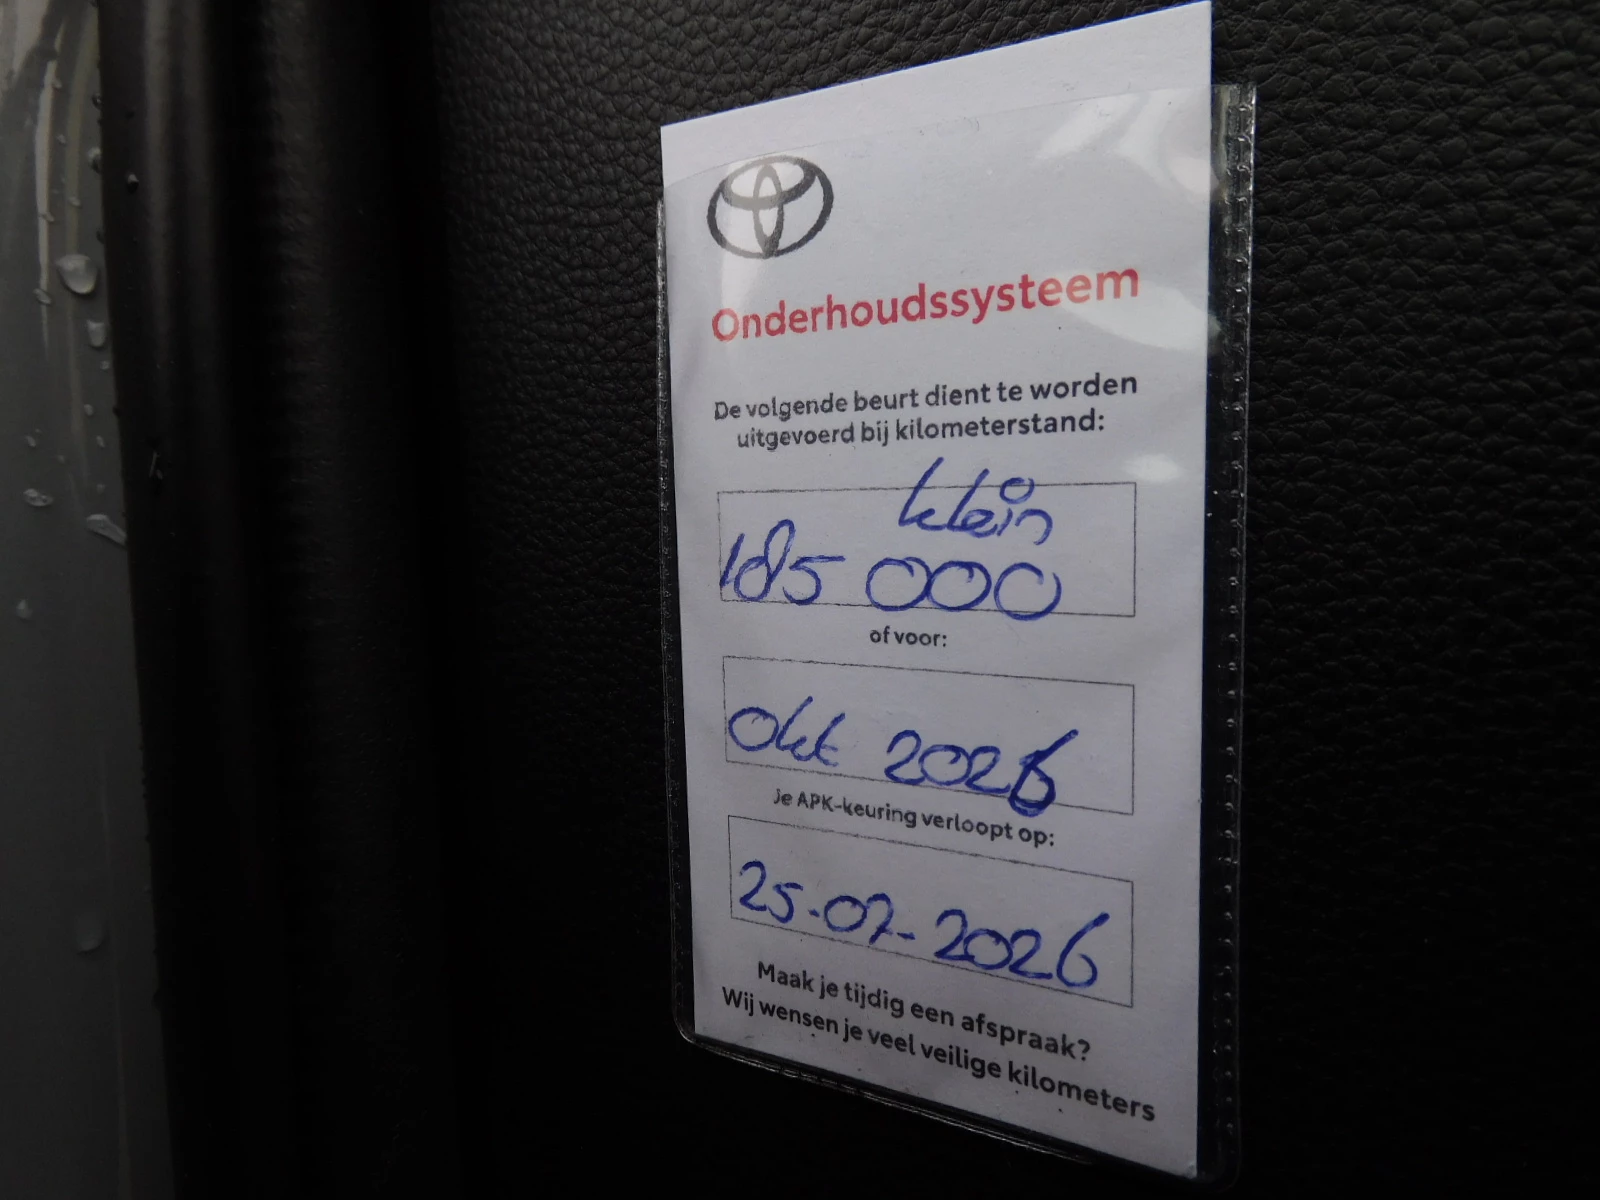 Onderhoudssysteem
De volgende beurt dient te worden
uitgevoerd bij kilometerstand:
klein
185 000
of voor:
okt 2026
Je APK-keuring verloopt op:
25-07-2026
Maak je tijdig een afspraak?
Wij wensen je veel veilige kilometers